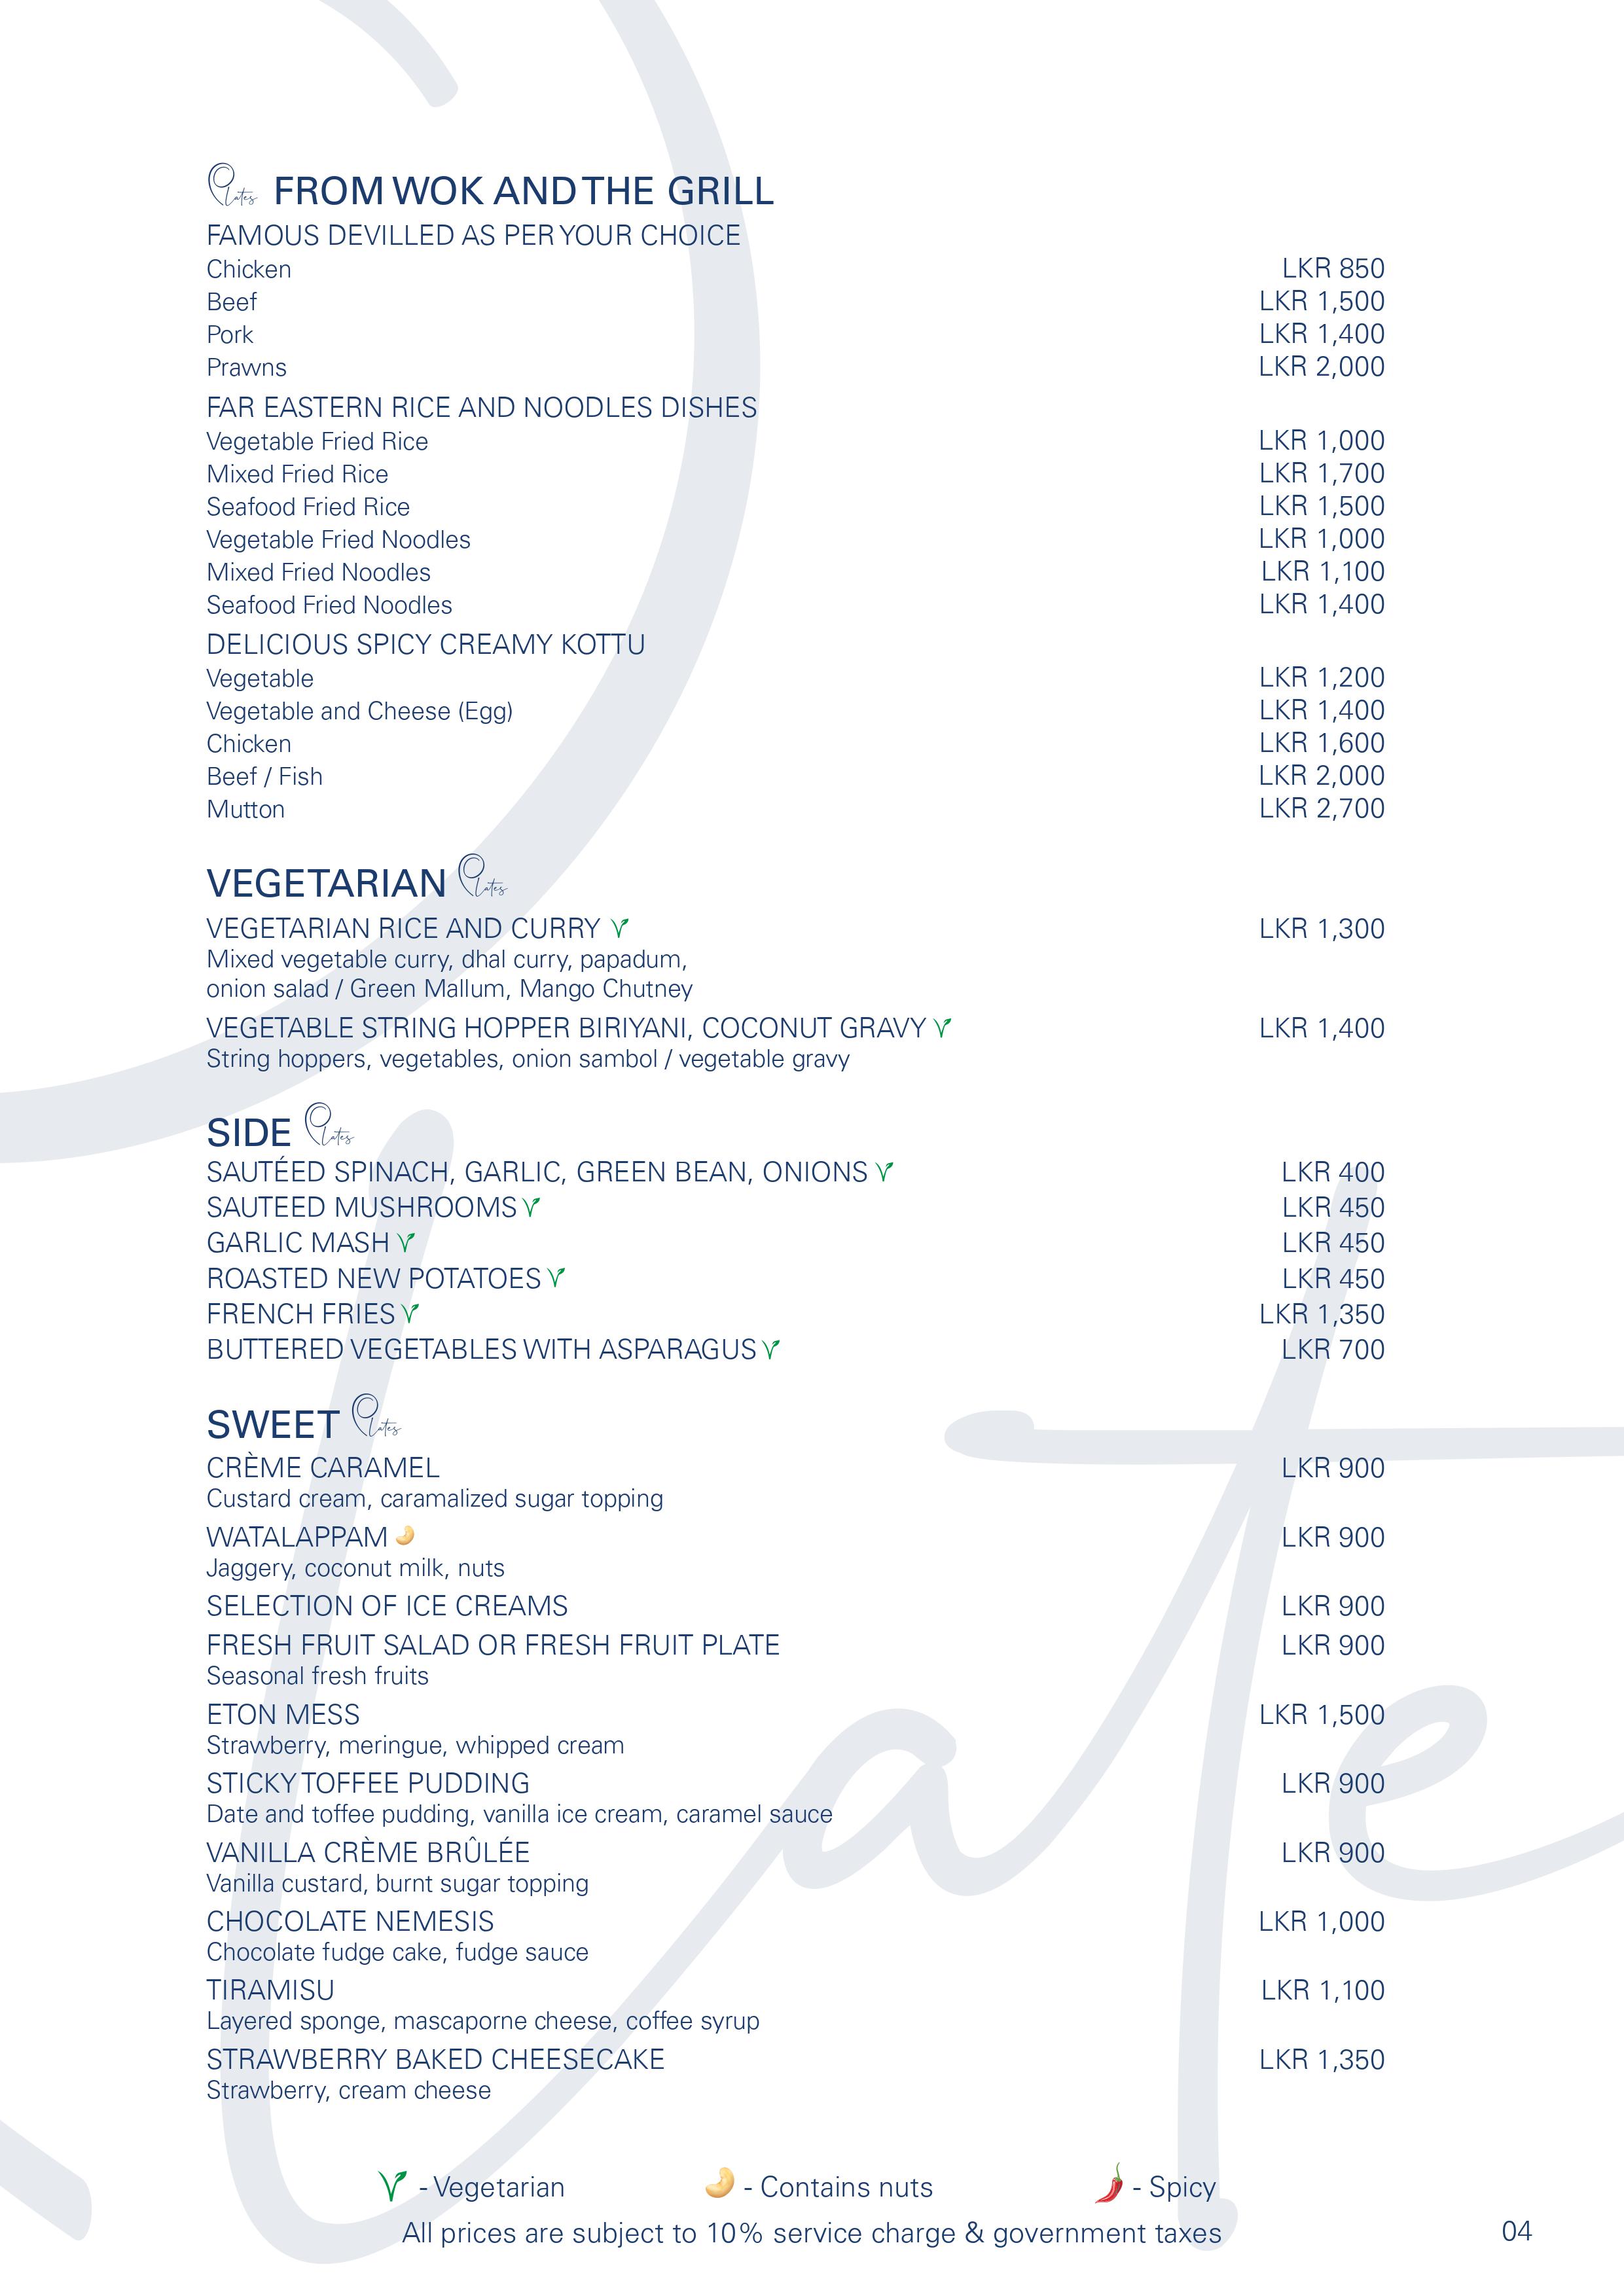 Plates FROM WOK AND THE GRILL
FAMOUS DEVILLED AS PER YOUR CHOICE
Chicken LKR 850
Beef LKR 1,500
Pork LKR 1,400
Prawns LKR 2,000
FAR EASTERN RICE AND NOODLES DISHES
Vegetable Fried Rice LKR 1,000
Mixed Fried Rice LKR 1,700
Seafood Fried Rice LKR 1,500
Vegetable Fried Noodles LKR 1,000
Mixed Fried Noodles LKR 1,100
Seafood Fried Noodles LKR 1,400
DELICIOUS SPICY CREAMY KOTTU
Vegetable LKR 1,200
Vegetable and Cheese (Egg) LKR 1,400
Chicken LKR 1,600
Beef / Fish LKR 2,000
Mutton LKR 2,700
VEGETARIAN Plates
VEGETARIAN RICE AND CURRY LKR 1,300
Mixed vegetable curry, dhal curry, papadum,
onion salad / Green Mallum, Mango Chutney
VEGETABLE STRING HOPPER BIRIYANI, COCONUT GRAVY LKR 1,400
String hoppers, vegetables, onion sambol / vegetable gravy
SIDE Plates
SAUTÉED SPINACH, GARLIC, GREEN BEAN, ONIONS LKR 400
SAUTEED MUSHROOMS LKR 450
GARLIC MASH LKR 450
ROASTED NEW POTATOES LKR 450
FRENCH FRIES LKR 1,350
BUTTERED VEGETABLES WITH ASPARAGUS LKR 700
SWEET Plates
CRÈME CARAMEL LKR 900
Custard cream, caramalized sugar topping
WATALAPPAM LKR 900
Jaggery, coconut milk, nuts
SELECTION OF ICE CREAMS LKR 900
FRESH FRUIT SALAD OR FRESH FRUIT PLATE LKR 900
Seasonal fresh fruits
ETON MESS LKR 1,500
Strawberry, meringue, whipped cream
STICKY TOFFEE PUDDING LKR 900
Date and toffee pudding, vanilla ice cream, caramel sauce
VANILLA CRÈME BRÛLÉE LKR 900
Vanilla custard, burnt sugar topping
CHOCOLATE NEMESIS LKR 1,000
Chocolate fudge cake, fudge sauce
TIRAMISU LKR 1,100
Layered sponge, mascaporne cheese, coffee syrup
STRAWBERRY BAKED CHEESECAKE LKR 1,350
Strawberry, cream cheese
- Vegetarian - Contains nuts - Spicy
All prices are subject to 10% service charge & government taxes
04